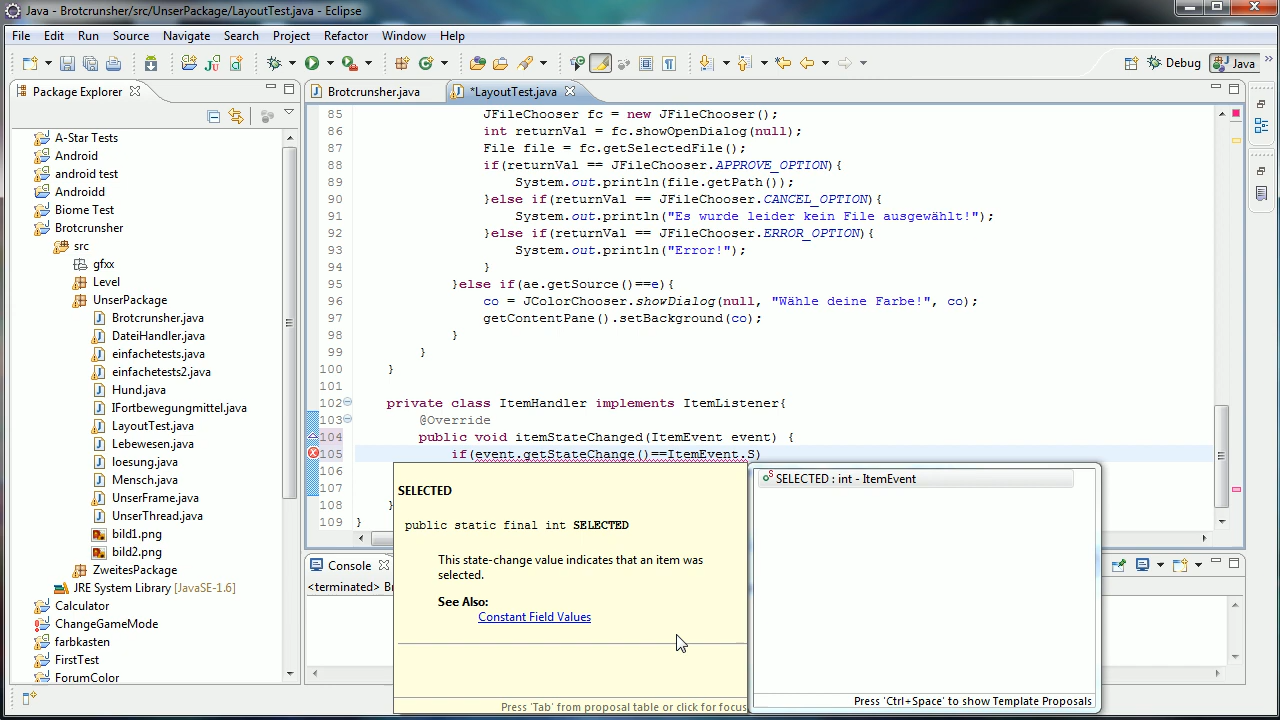 Java - Brotcrunsher/src/UnserPackage/LayoutTest.java - Eclipse
File Edit Run Source Navigate Search Project Refactor Window Help
Debug Java
Package Explorer
Brotcrunsher.java *LayoutTest.java
A-Star Tests
Android
android test
Androidd
Biome Test
Brotcrunsher
src
gfxx
Level
UnserPackage
Brotcrunsher.java
DateiHandler.java
einfachetests.java
einfachetests2.java
Hund.java
IFortbewegungmittel.java
LayoutTest.java
Lebewesen.java
loesung.java
Mensch.java
UnserFrame.java
UnserThread.java
bild1.png
bild2.png
ZweitesPackage
JRE System Library [JavaSE-1.6]
Calculator
ChangeGameMode
farbkasten
FirstTest
ForumColor
85 JFileChooser fc = new JFileChooser();
86 int returnVal = fc.showOpenDialog(null);
87 File file = fc.getSelectedFile();
88 if(returnVal == JFileChooser.APPROVE_OPTION){
89 System.out.println(file.getPath());
90 }else if(returnVal == JFileChooser.CANCEL_OPTION){
91 System.out.println("Es wurde leider kein File ausgewählt!");
92 }else if(returnVal == JFileChooser.ERROR_OPTION){
93 System.out.println("Error!");
94 }
95 }else if(ae.getSource()==e){
96 co = JColorChooser.showDialog(null, "Wähle deine Farbe!", co);
97 getContentPane().setBackground(co);
98 }
99 }
100 }
101
102 private class ItemHandler implements ItemListener{
103 @Override
104 public void itemStateChanged(ItemEvent event) {
105 if(event.getStateChange()==ItemEvent.S)
106
107
108 }
109 }
SELECTED
public static final int SELECTED
This state-change value indicates that an item was
selected.
See Also:
Constant Field Values
Press 'Tab' from proposal table or click for focus
SELECTED : int - ItemEvent
Press 'Ctrl+Space' to show Template Proposals
Console
<terminated> Br